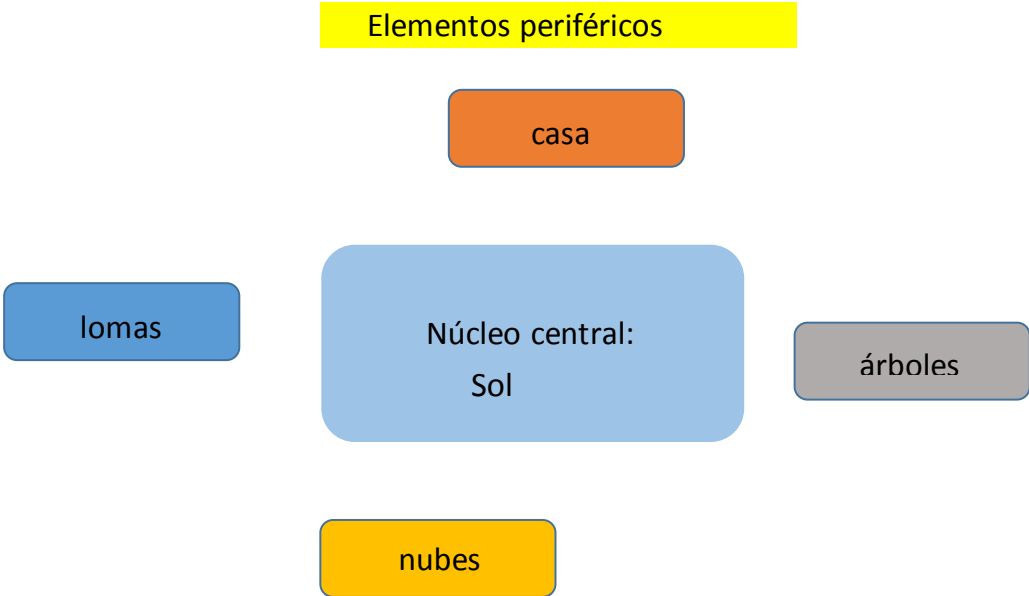 Elementos periféricos
casa
lomas
Núcleo central:
Sol
árboles
nubes